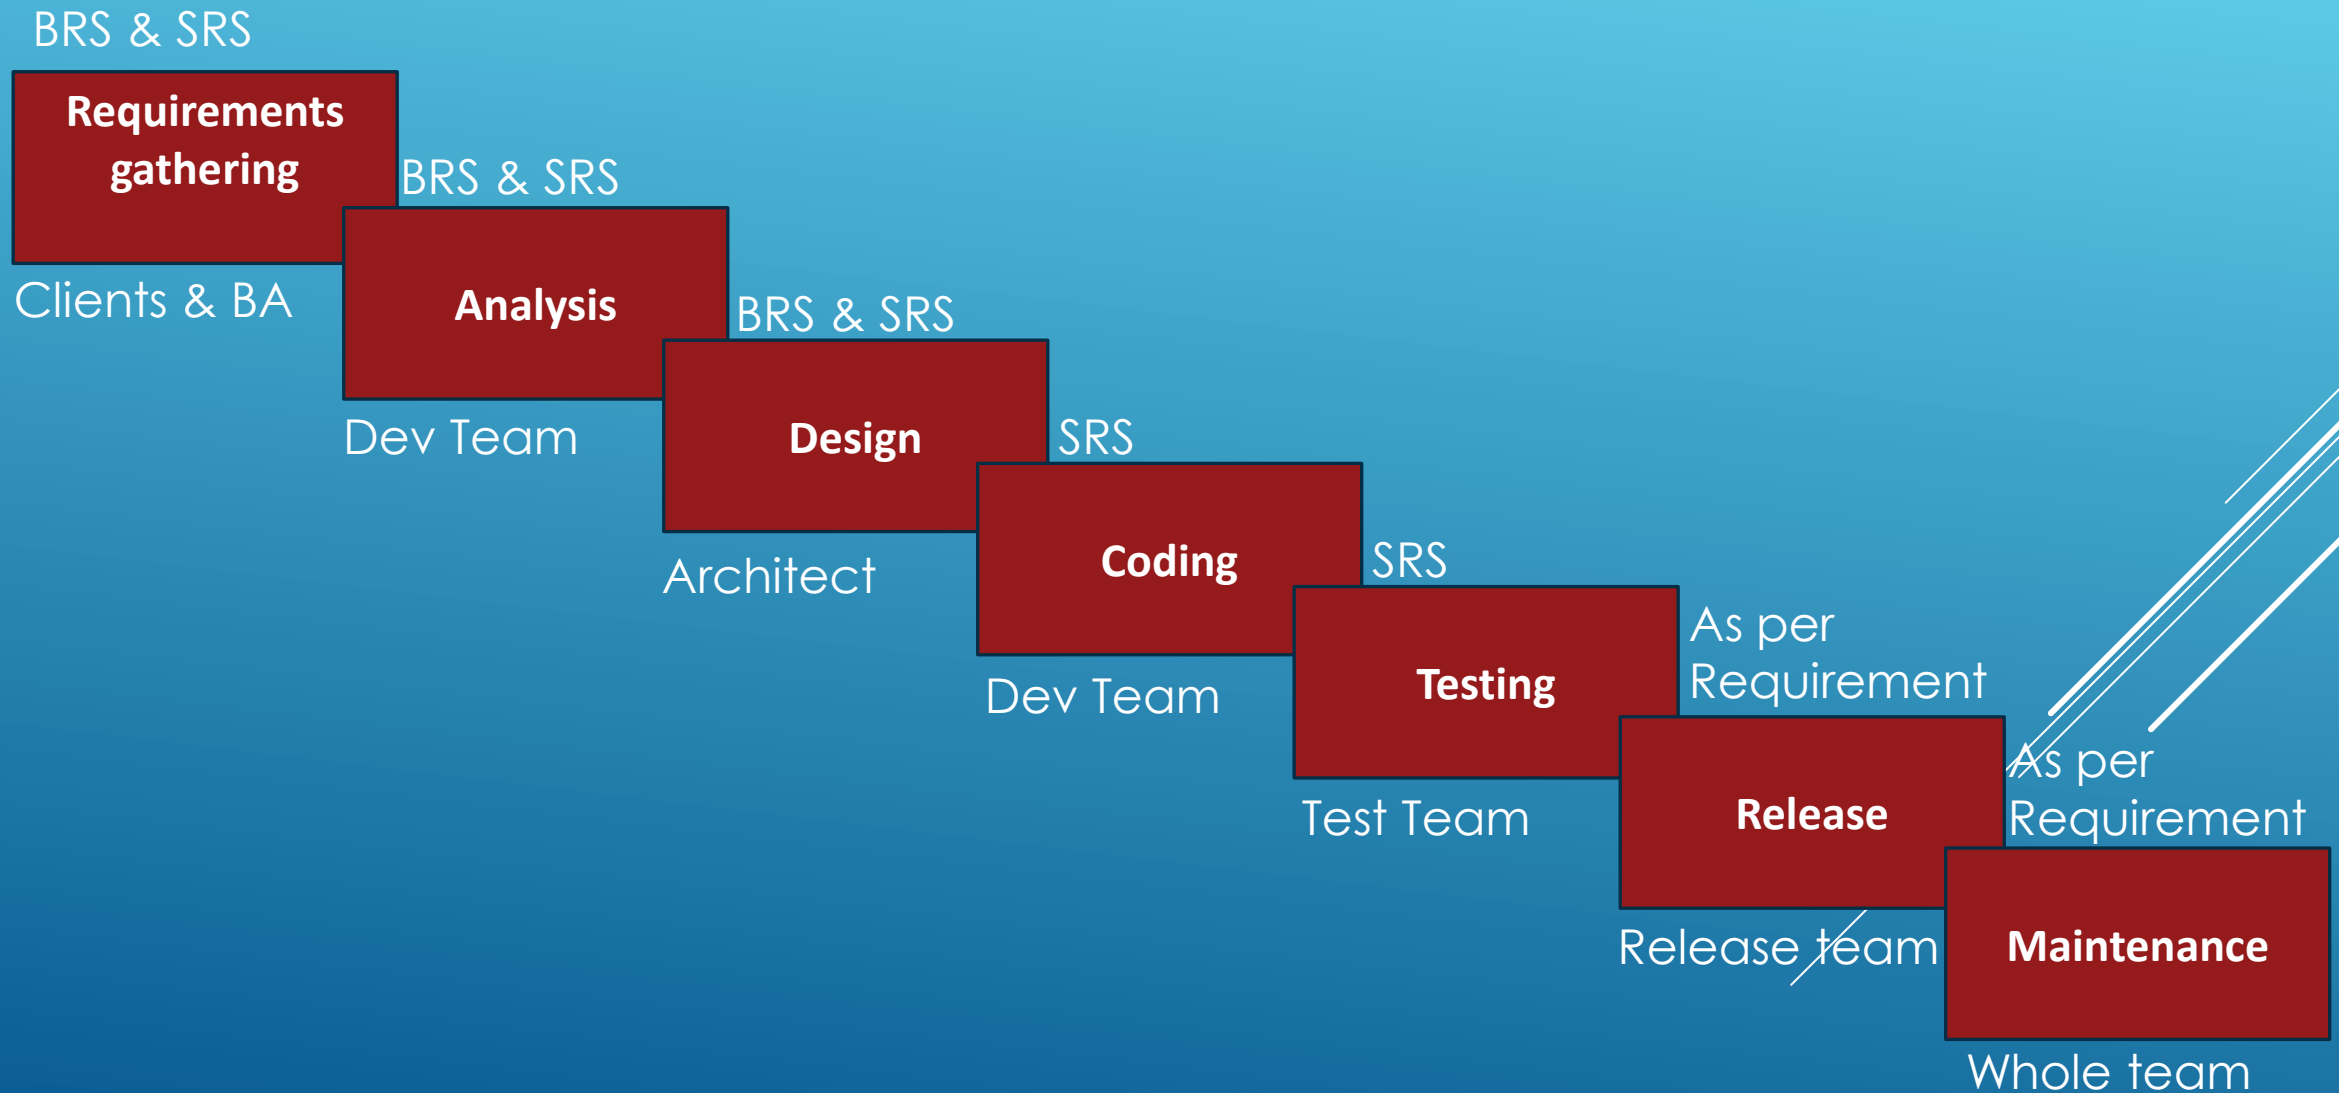 BRS & SRS
Requirements
gathering
Clients & BA
BRS & SRS
Analysis
Dev Team
BRS & SRS
Design
Architect
SRS
Coding
Dev Team
SRS
Testing
Test Team
As per
Requirement
Release
Release team
As per
Requirement
Maintenance
Whole team